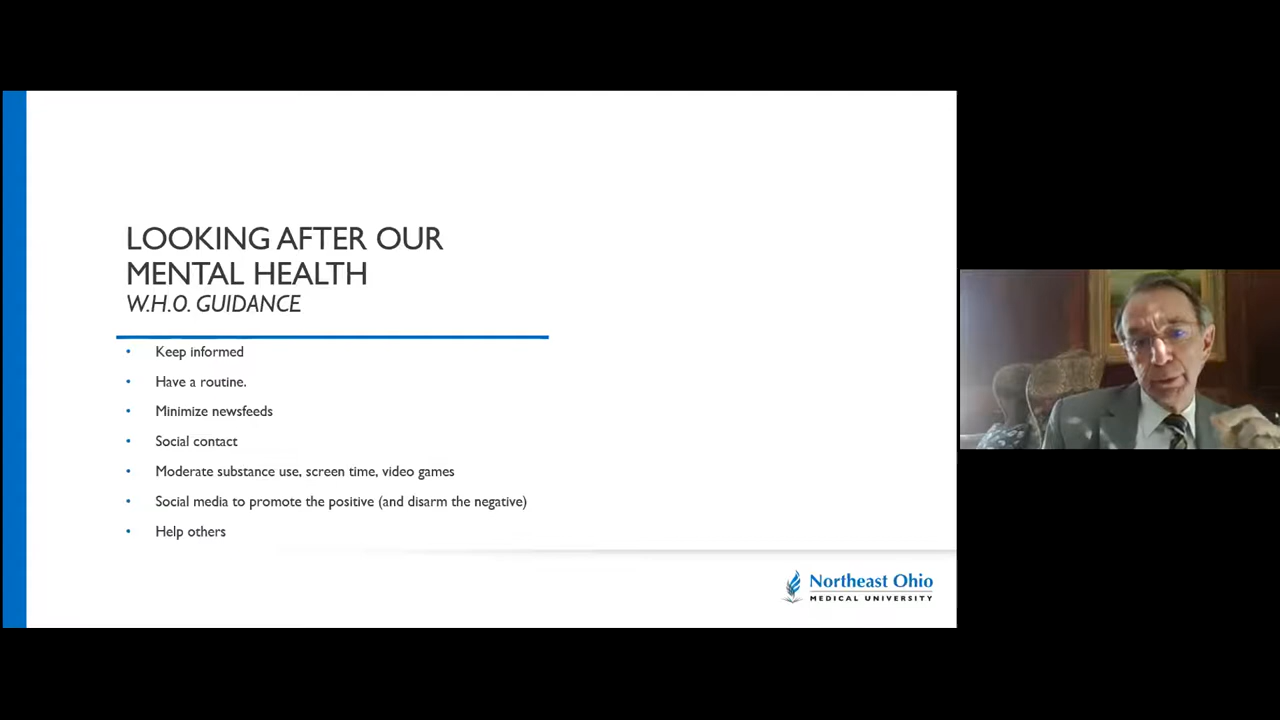 LOOKING AFTER OUR
MENTAL HEALTH
W.H.O. GUIDANCE
• Keep informed
• Have a routine.
• Minimize newsfeeds
• Social contact
• Moderate substance use, screen time, video games
• Social media to promote the positive (and disarm the negative)
• Help others
Northeast Ohio
MEDICAL UNIVERSITY